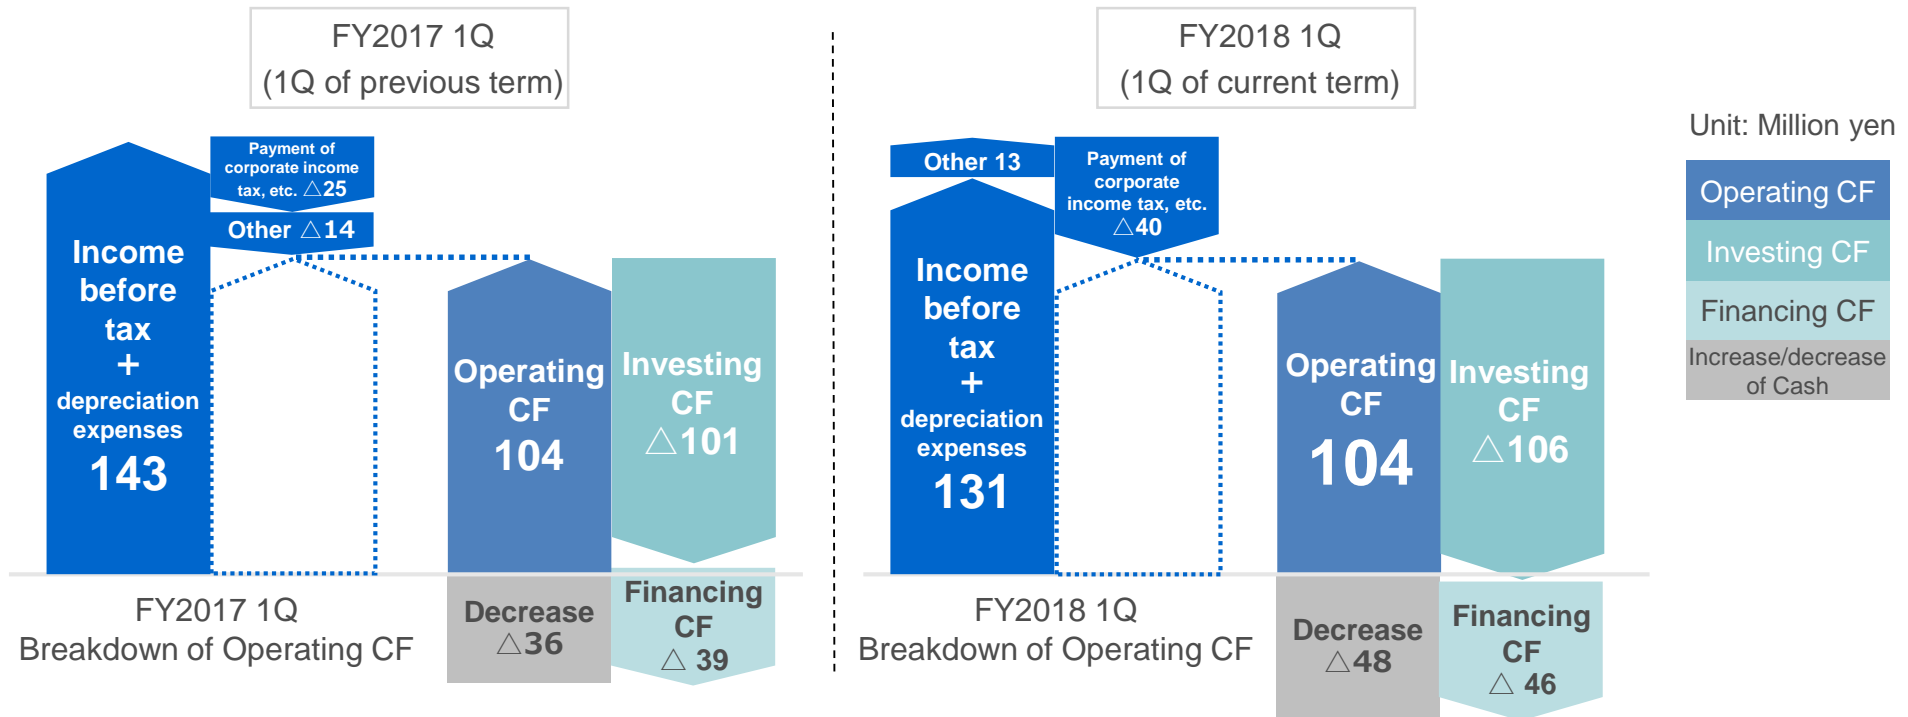 FY2017 1Q
(1Q of previous term)
Payment of
corporate income
tax, etc. △25
Other △14
Income
before
tax
+
depreciation
expenses
143
Operating
CF
104
Investing
CF
△101
Decrease
△36
Financing
CF
△ 39
FY2017 1Q
Breakdown of Operating CF
FY2018 1Q
(1Q of current term)
Other 13
Payment of
corporate
income tax, etc.
△40
Income
before
tax
+
depreciation
expenses
131
Operating
CF
104
Investing
CF
△106
Decrease
△48
Financing
CF
△ 46
FY2018 1Q
Breakdown of Operating CF
Unit: Million yen
Operating CF
Investing CF
Financing CF
Increase/decrease
of Cash